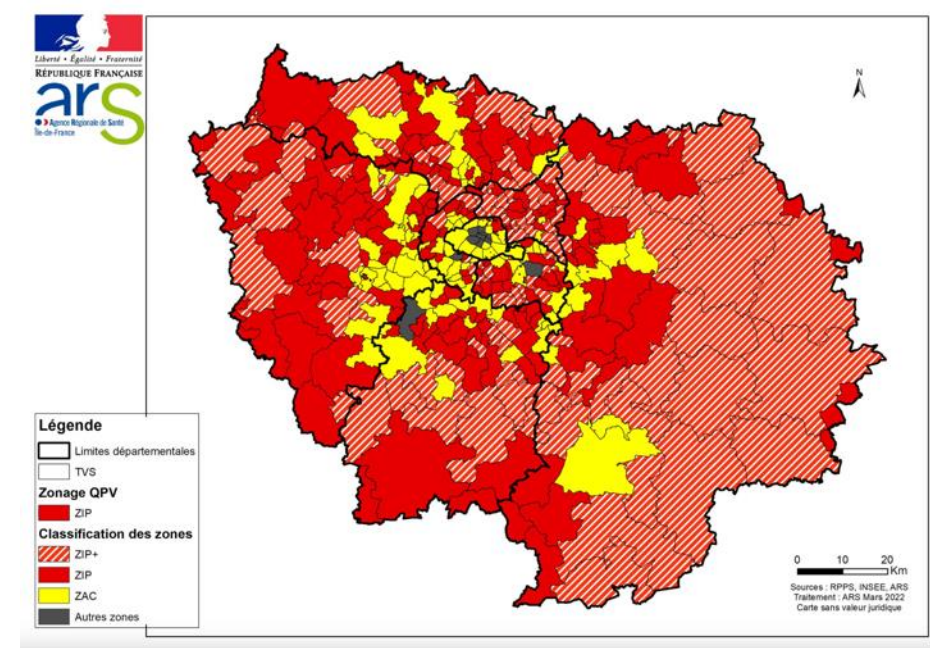 Liberté • Égalité • Fraternité
RÉPUBLIQUE FRANÇAISE
ars
Agence Régionale de Santé
Île-de-France
N
Légende
Limites départementales
TVS
Zonage QPV
ZIP
Classification des zones
ZIP+
ZIP
ZAC
Autres zones
0 10 20
Km
Sources : RPPS, INSEE, ARS
Traitement : ARS Mars 2022
Carte sans valeur juridique